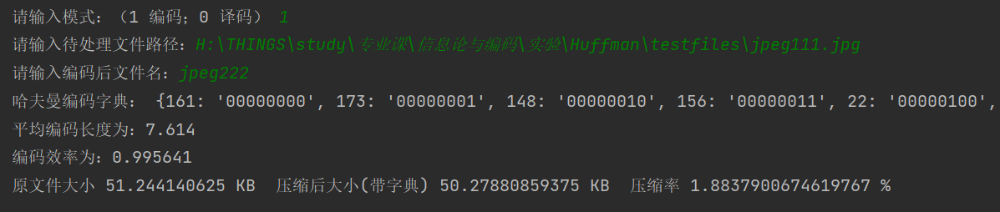 请输入模式：（1 编码；0 译码） 1
请输入待处理文件路径：H:\THINGS\study\专业课\信息论与编码\实验\Huffman\testfiles\jpeg111.jpg
请输入编码后文件名：jpeg222
哈夫曼编码字典： {161: '00000000', 173: '00000001', 148: '00000010', 156: '00000011', 22: '00000100',
平均编码长度为：7.614
编码效率为：0.995641
原文件大小 51.244140625 KB  压缩后大小(带字典) 50.27880859375 KB  压缩率 1.8837900674619767 %